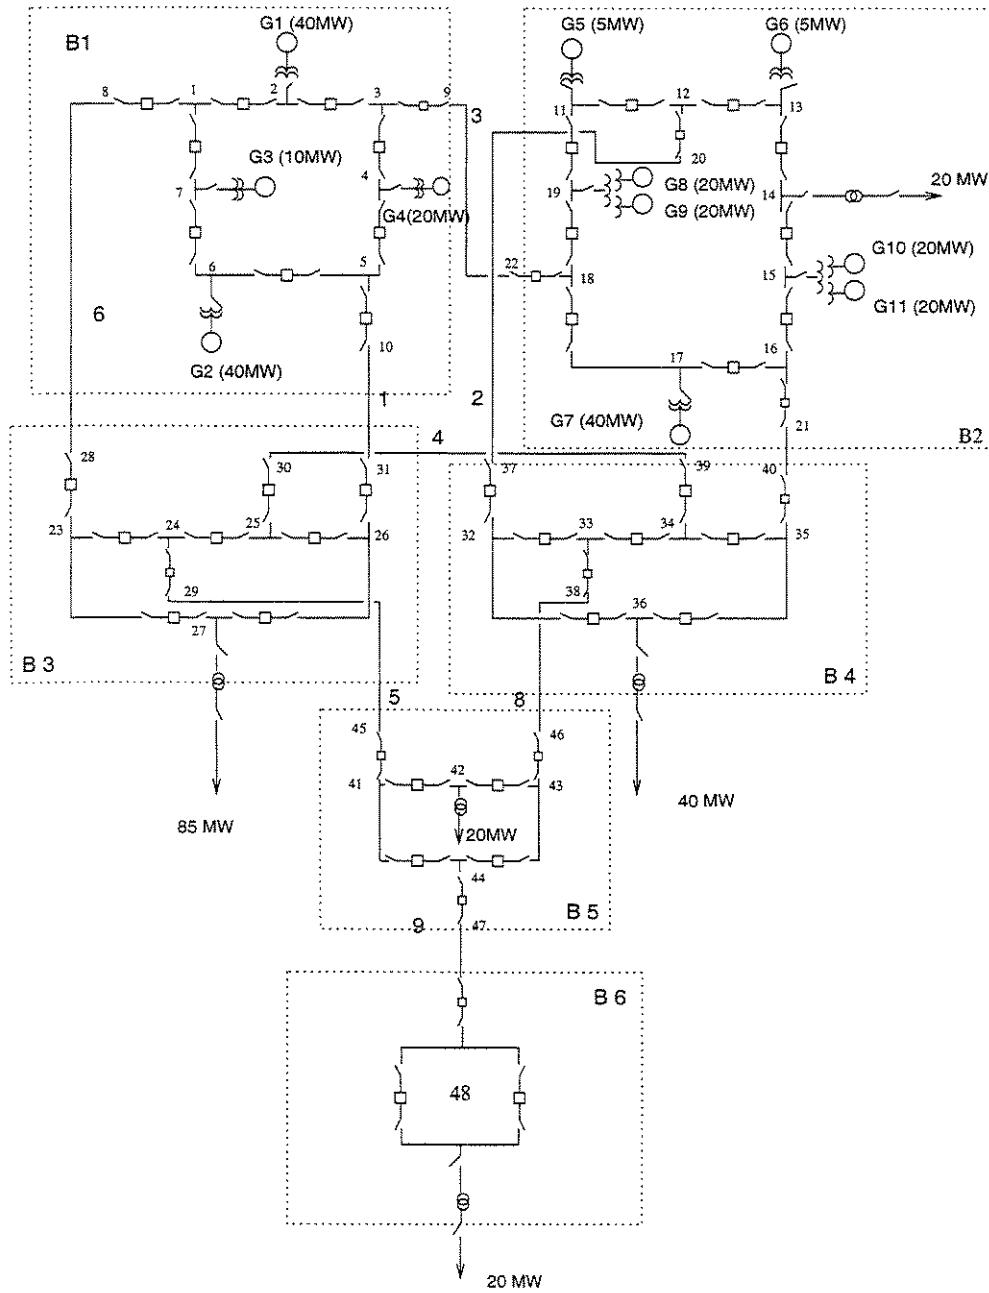 G1 (40MW)
B1
8
1
2
3
9
3
G3 (10MW)
4
7
G4(20MW)
6
5
6
10
G2 (40MW)
1
G5 (5MW)
G6 (5MW)
11
12
13
20
19
G8 (20MW)
G9 (20MW)
14
20 MW
G10 (20MW)
22
18
15
G11 (20MW)
17
16
2
G7 (40MW)
21
B2
4
28
30
31
37
39
40
23
24
25
26
32
33
34
35
29
38
27
36
B 3
B 4
5
8
45
46
41
42
43
85 MW
40 MW
20MW
44
B 5
9
47
B 6
48
20 MW